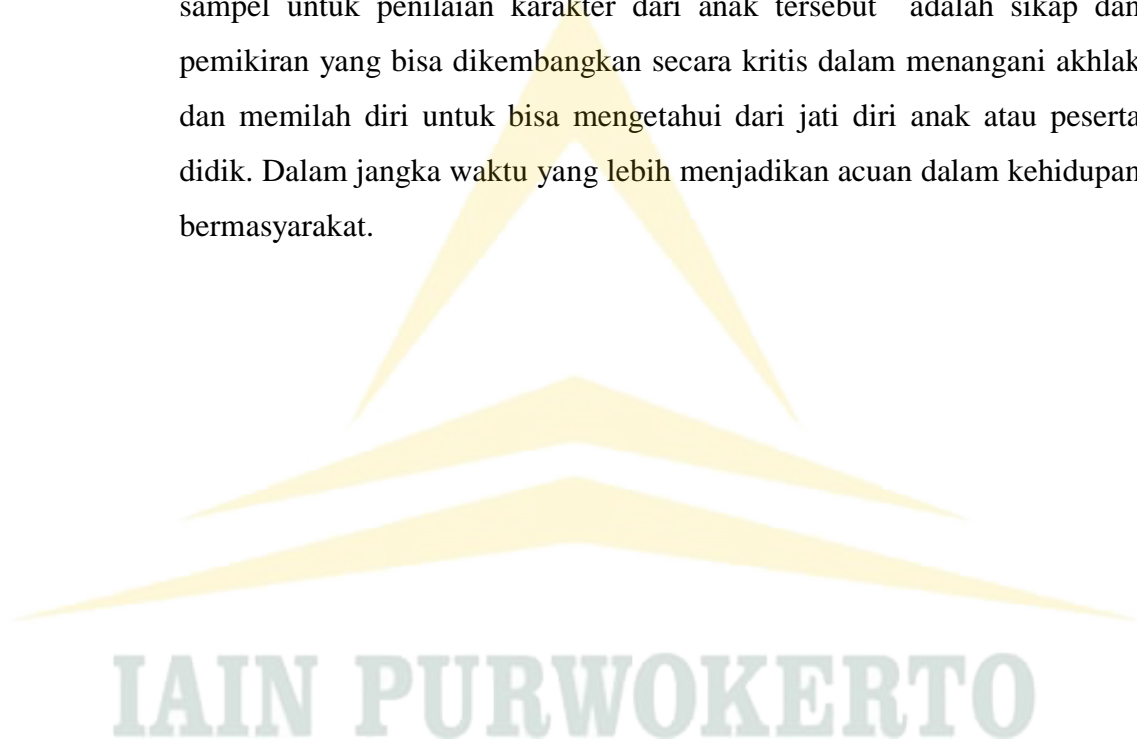 sampel untuk penilaian karakter dari anak tersebut adalah sikap dan
pemikiran yang bisa dikembangkan secara kritis dalam menangani akhlak
dan memilah diri untuk bisa mengetahui dari jati diri anak atau peserta
didik. Dalam jangka waktu yang lebih menjadikan acuan dalam kehidupan
bermasyarakat.
IAIN PURWOKERTO